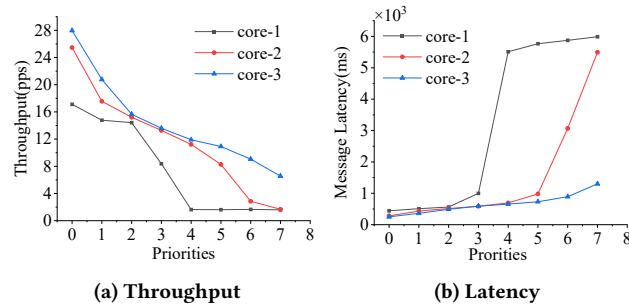 28
24
20
16
12
8
4
0
Throughput(pps)
core-1
core-2
core-3
0 1 2 3 4 5 6 7 8
Priorities
(a) Throughput
×10³
6
5
4
3
2
1
0
Message Latency(ms)
core-1
core-2
core-3
0 1 2 3 4 5 6 7 8
Prorities
(b) Latency